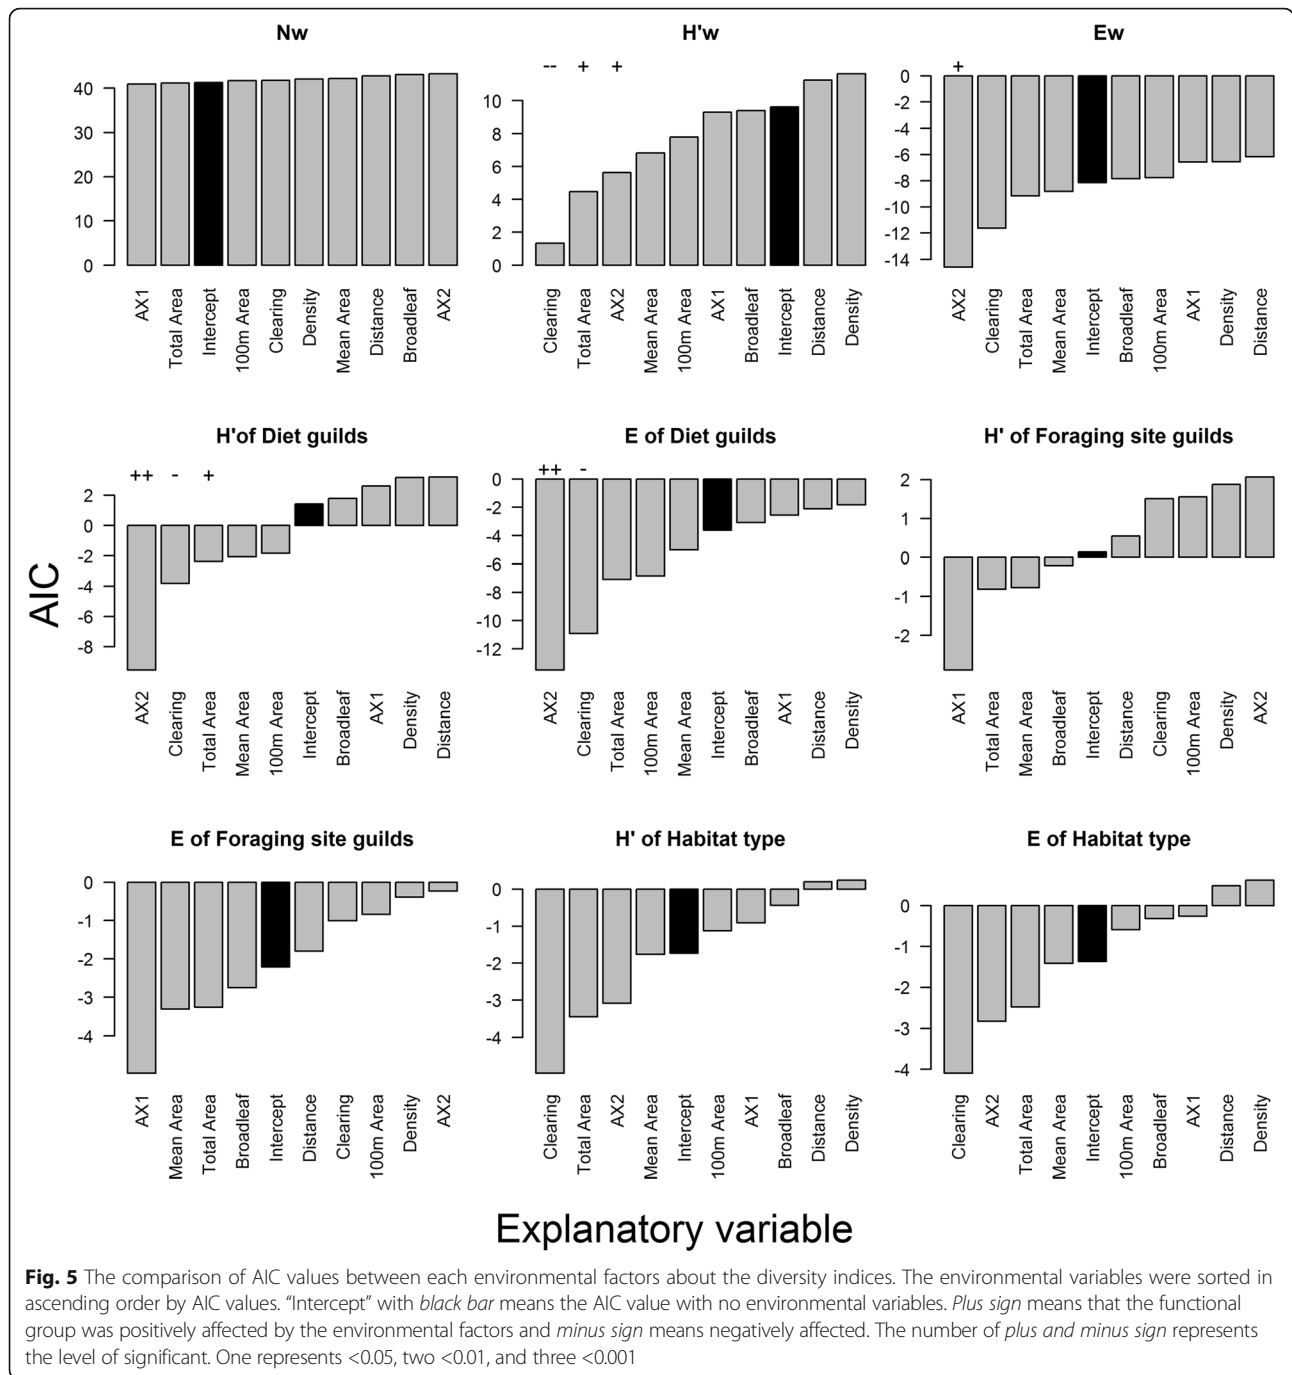 Nw
H'w
Ew
-- + +
+
40
30
20
10
0
10
8
6
4
2
0
0
-2
-4
-6
-8
-10
-12
-14
AX1 Total Area Intercept 100m Area Clearing Density Mean Area Distance Broadleaf AX2
Clearing Total Area AX2 Mean Area 100m Area AX1 Broadleaf Intercept Distance Density
AX2 Clearing Total Area Mean Area Intercept Broadleaf 100m Area AX1 Density Distance
H'of Diet guilds
E of Diet guilds
H' of Foraging site guilds
++ - +
++ -
2
0
-2
-4
-6
-8
0
-2
-4
-6
-8
-10
-12
2
1
0
-1
-2
AIC
AX2 Clearing Total Area Mean Area 100m Area Intercept Broadleaf AX1 Density Distance
AX2 Clearing Total Area 100m Area Mean Area Intercept Broadleaf AX1 Distance Density
AX1 Total Area Mean Area Broadleaf Intercept Distance Clearing 100m Area Density AX2
E of Foraging site guilds
H' of Habitat type
E of Habitat type
0
-1
-2
-3
-4
0
-1
-2
-3
-4
0
-1
-2
-3
-4
AX1 Mean Area Total Area Broadleaf Intercept Distance Clearing 100m Area Density AX2
Clearing Total Area AX2 Mean Area Intercept 100m Area AX1 Broadleaf Distance Density
Clearing AX2 Total Area Mean Area Intercept 100m Area Broadleaf AX1 Distance Density
Explanatory variable
Fig. 5 The comparison of AIC values between each environmental factors about the diversity indices. The environmental variables were sorted in
ascending order by AIC values. “Intercept” with black bar means the AIC value with no environmental variables. Plus sign means that the functional
group was positively affected by the environmental factors and minus sign means negatively affected. The number of plus and minus sign represents
the level of significant. One represents <0.05, two <0.01, and three <0.001